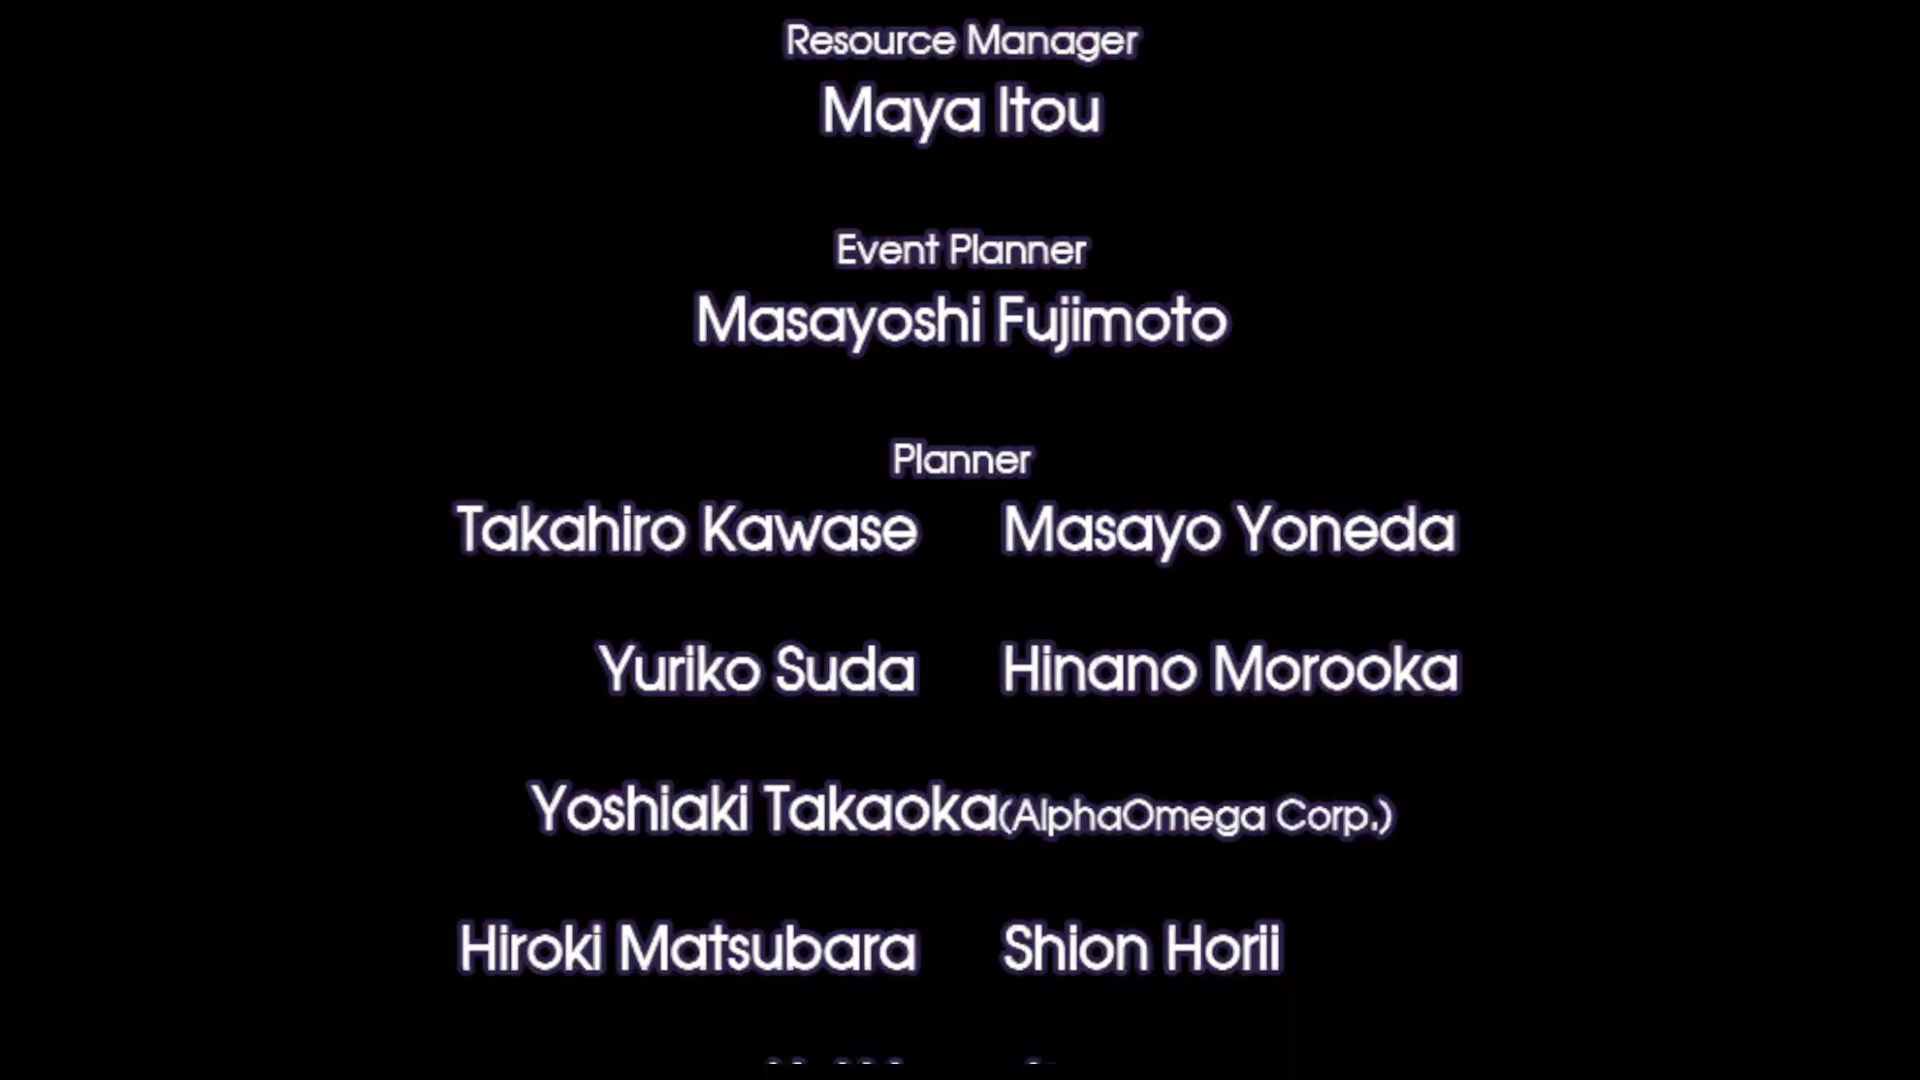 Resource Manager
Maya Itou
Event Planner
Masayoshi Fujimoto
Planner
Takahiro Kawase Masayo Yoneda
Yuriko Suda Hinano Morooka
Yoshiaki Takaoka(AlphaOmega Corp.)
Hiroki Matsubara Shion Horii